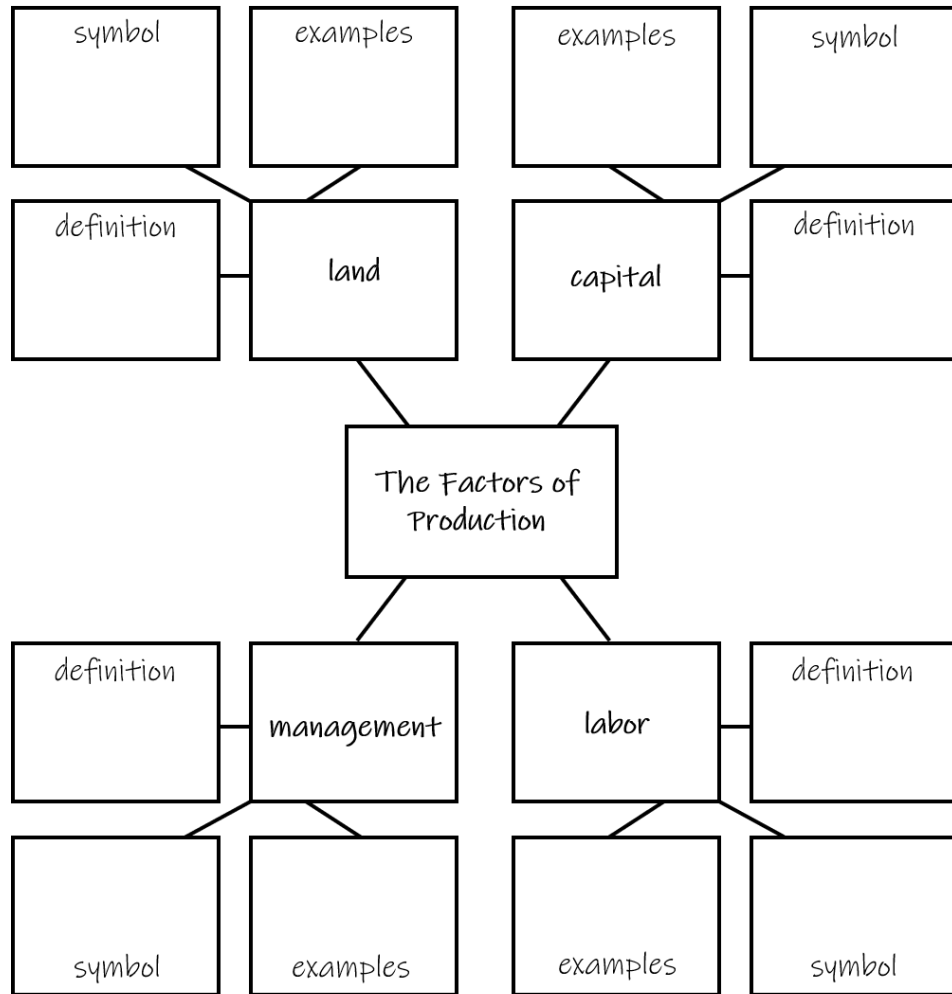 symbol
examples
examples
symbol
definition
land
capital
definition
The Factors of
Production
definition
management
labor
definition
symbol
examples
examples
symbol